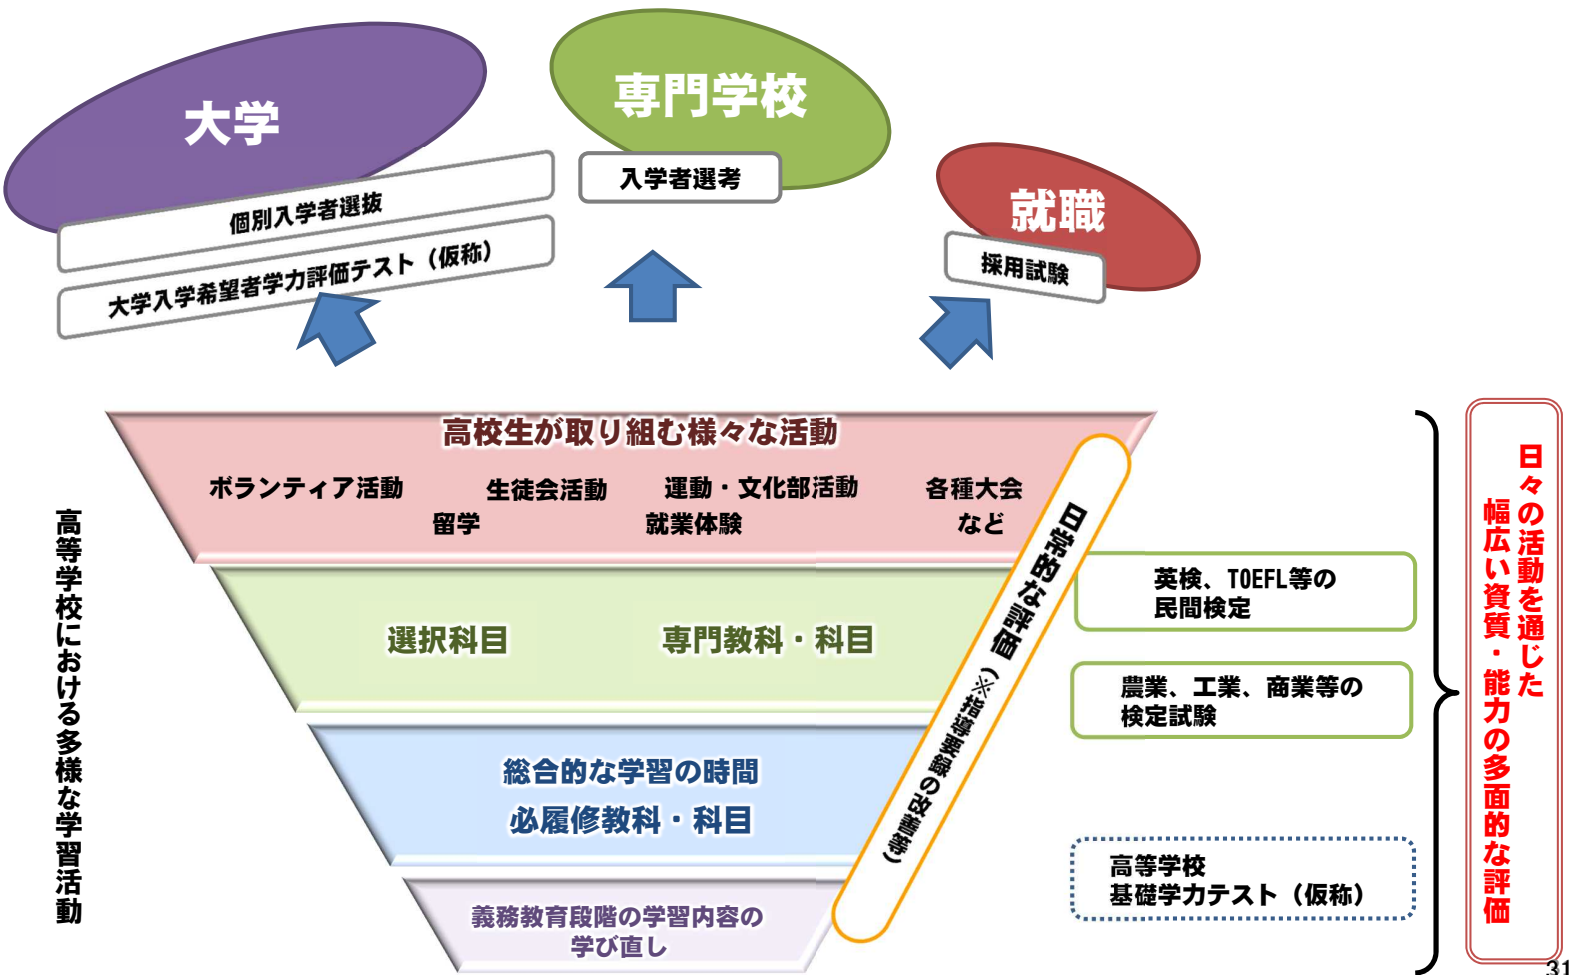 大学
個別入学者選抜
大学入学希望者学力評価テスト（仮称）
専門学校
入学者選考
就職
採用試験
高等学校における多様な学習活動
高校生が取り組む様々な活動
ボランティア活動
生徒会活動
運動・文化部活動
各種大会
留学
就業体験
など
選択科目
専門教科・科目
総合的な学習の時間
必履修教科・科目
義務教育段階の学習内容の
学び直し
日常的な評価（※指導要録の改善等）
英検、TOEFL等の
民間検定
農業、工業、商業等の
検定試験
高等学校
基礎学力テスト（仮称）
日々の活動を通じた
幅広い資質・能力の多面的な評価
31